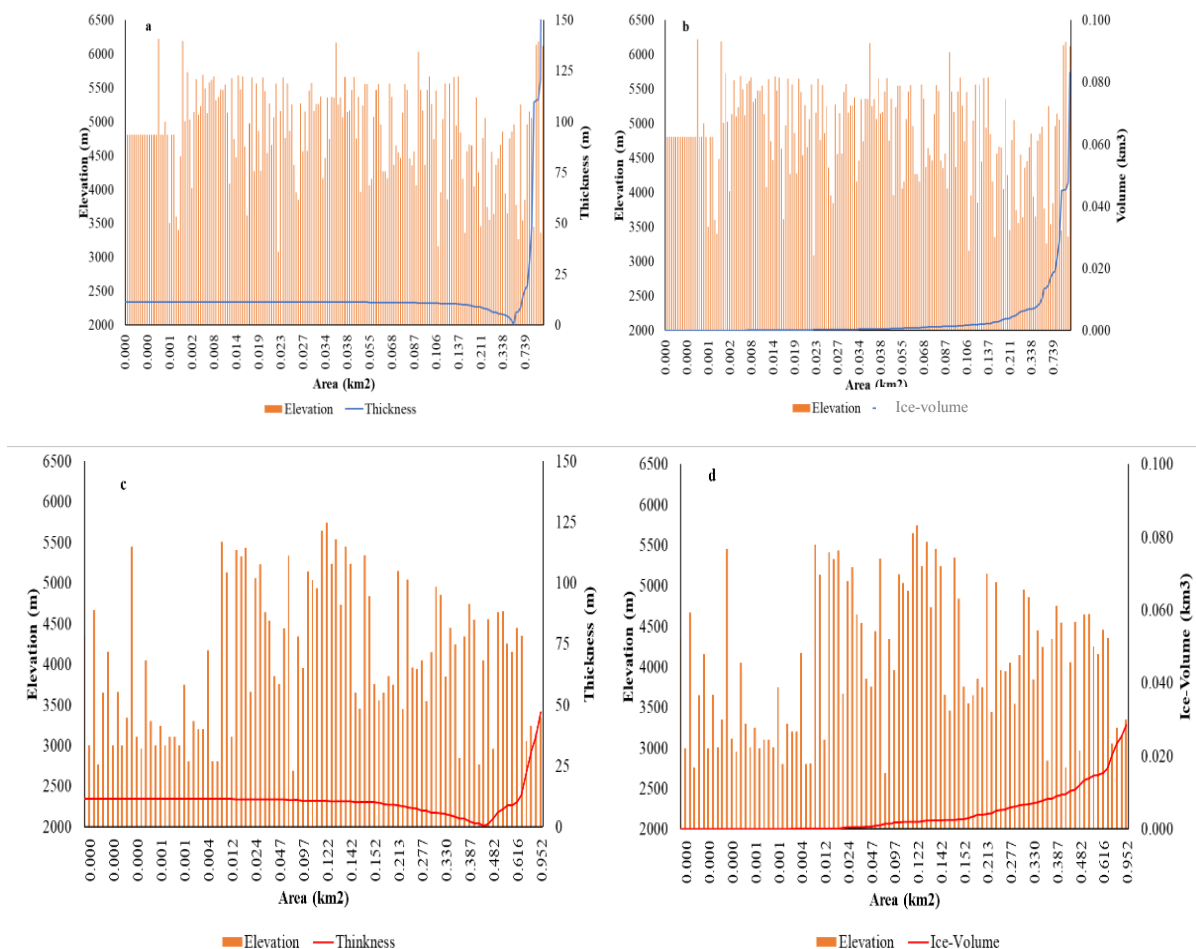 a
Elevation (m)
6500
6000
5500
5000
4500
4000
3500
3000
2500
2000
150
125
100
75
50
25
0
Thickness (m)
0.000 0.000 0.001 0.002 0.008 0.014 0.019 0.023 0.027 0.034 0.038 0.055 0.068 0.087 0.106 0.137 0.211 0.338 0.739
Area (km2)
Elevation Thickness
b
Elevation (m)
6500
6000
5500
5000
4500
4000
3500
3000
2500
2000
0.100
0.080
0.060
0.040
0.020
0.000
Volume (km3)
0.000 0.000 0.001 0.002 0.008 0.014 0.019 0.023 0.027 0.034 0.038 0.055 0.068 0.087 0.106 0.137 0.211 0.338 0.739
Area (km2)
Elevation Ice-volume
c
Elevation (m)
6500
6000
5500
5000
4500
4000
3500
3000
2500
2000
150
125
100
75
50
25
0
Thickness (m)
0.000 0.000 0.000 0.001 0.001 0.004 0.012 0.024 0.047 0.097 0.122 0.142 0.152 0.213 0.277 0.330 0.387 0.482 0.616 0.952
Area (km2)
Elevation Thinkness
d
Elevation (m)
6500
6000
5500
5000
4500
4000
3500
3000
2500
2000
0.100
0.080
0.060
0.040
0.020
0.000
Ice-Volume (km3)
0.000 0.000 0.000 0.001 0.001 0.004 0.012 0.024 0.047 0.097 0.122 0.142 0.152 0.213 0.277 0.330 0.387 0.482 0.616 0.952
Area (km2)
Elevation Ice-Volume